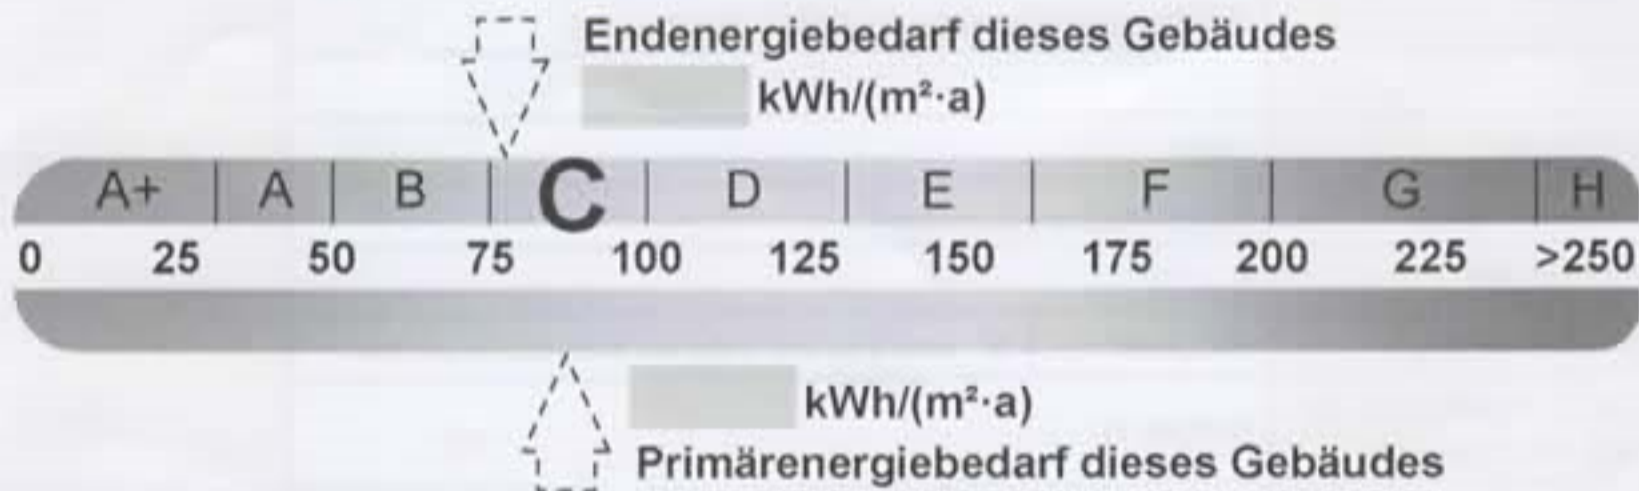 Endenergiebedarf dieses Gebäudes
kWh/(m²·a)
A+ A B C D E F G H
0 25 50 75 100 125 150 175 200 225 >250
kWh/(m²·a)
Primärenergiebedarf dieses Gebäudes